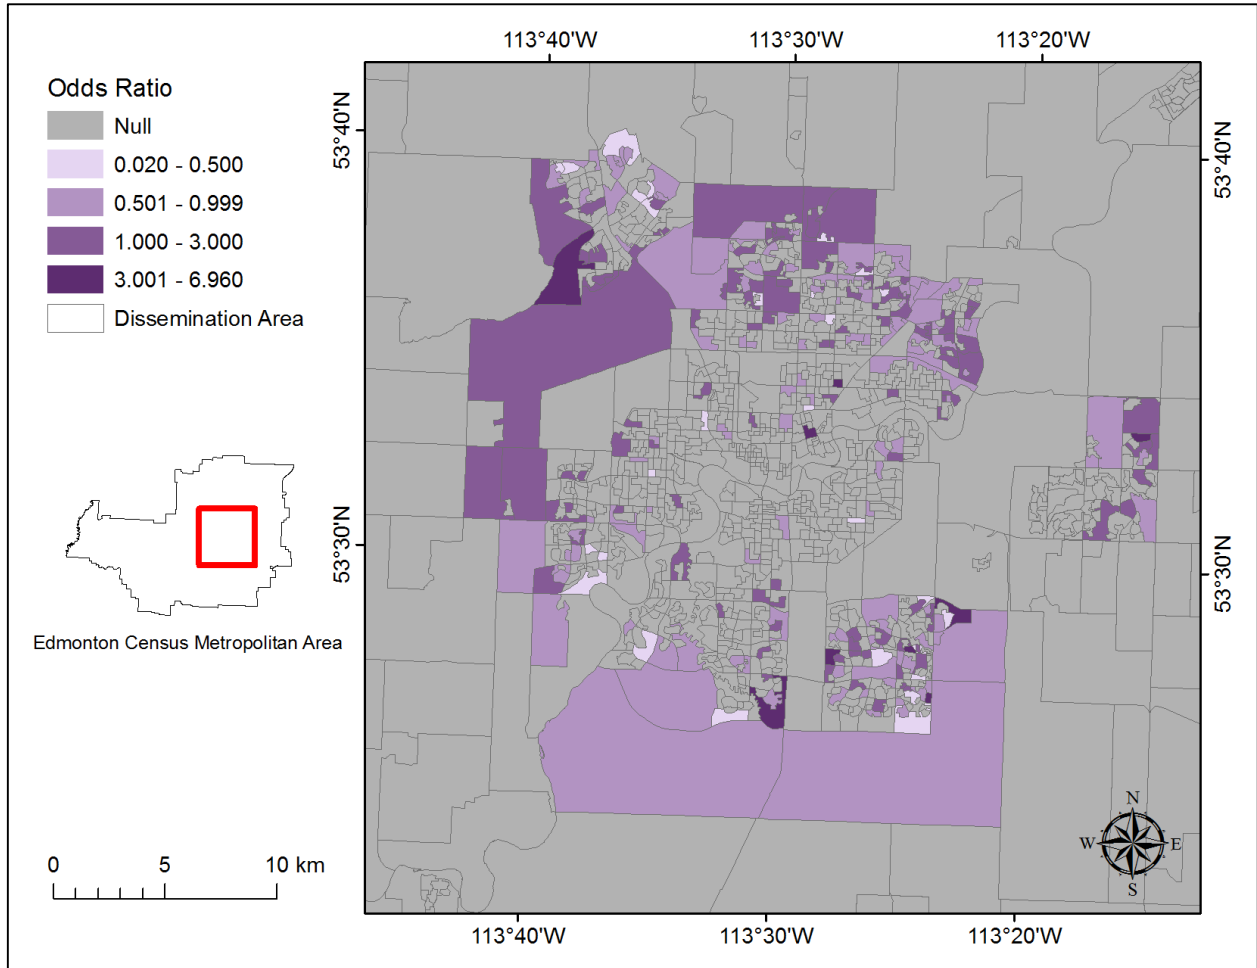 113°40'W 113°30'W 113°20'W
Odds Ratio
Null
0.020 - 0.500
0.501 - 0.999
1.000 - 3.000
3.001 - 6.960
Dissemination Area
53°40'N
53°40'N
53°30'N
53°30'N
Edmonton Census Metropolitan Area
0 5 10 km
N
W E
S
113°40'W 113°30'W 113°20'W